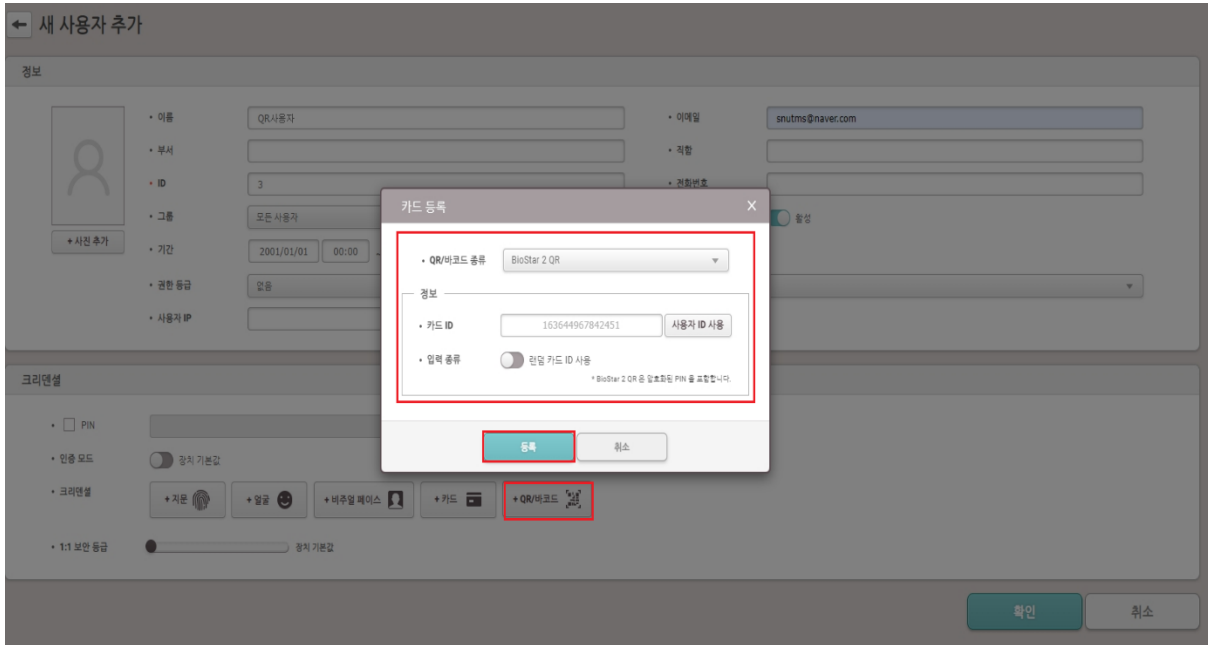 새 사용자 추가
정보
• 이름 QR사용자 • 이메일 snutms@naver.com
• 부서 • 직함
• ID 3 • 전화번호
• 그룹 모든 사용자 활성
+ 사진 추가
• 기간 2001/01/01 00:00
• 권한 등급 없음
• 사용자 IP
카드 등록 X
• QR/바코드 종류 BioStar 2 QR
정보
• 카드 ID 163644967842451 사용자 ID 사용
• 입력 종류 랜덤 카드 ID 사용
* BioStar 2 QR 은 암호화된 PIN 을 포함합니다.
등록 취소
크리덴셜
• PIN
• 인증 모드 장치 기본값
• 크리덴셜 + 지문 + 얼굴 + 비주얼 페이스 + 카드 + QR/바코드
• 1:1 보안 등급 장치 기본값
확인 취소